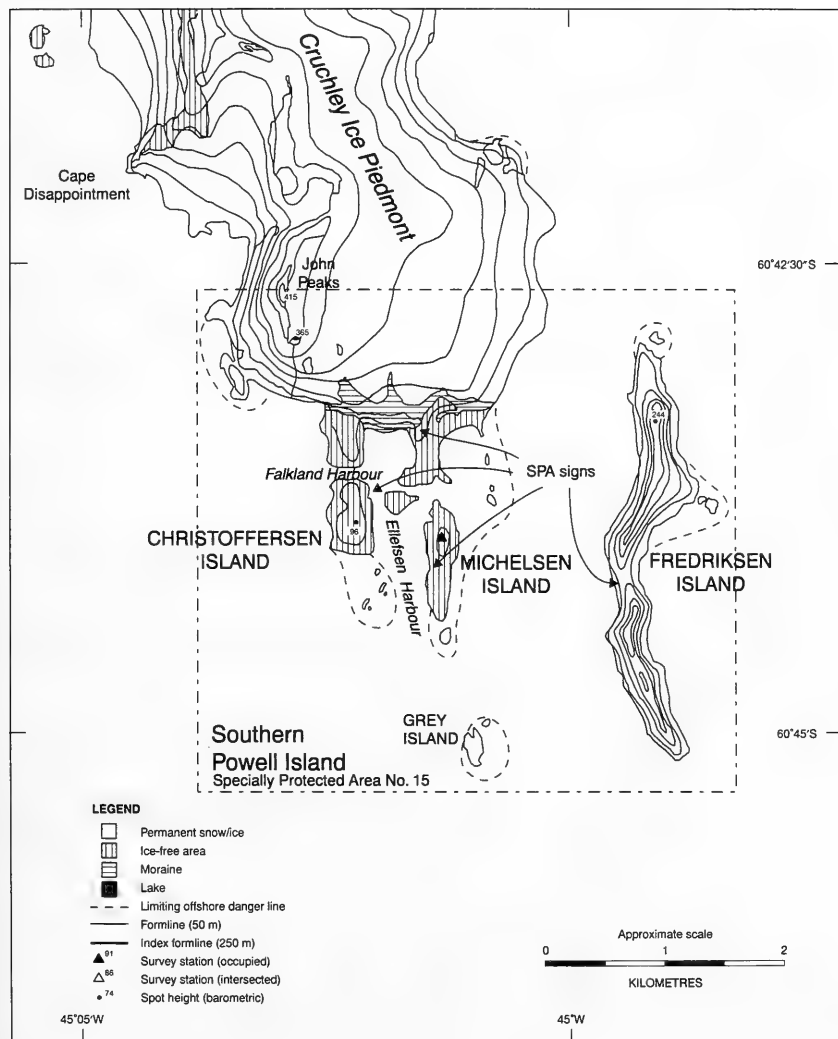 Cruchley Ice Piedmont
Cape
Disappointment
60°42'30"S
John
Peaks
415
365
244
SPA signs
Falkland Harbour
96
CHRISTOFFERSEN
ISLAND
Ellefsen Harbour
MICHELSEN
ISLAND
FREDRIKSEN
ISLAND
GREY
ISLAND
60°45'S
Southern
Powell Island
Specially Protected Area No. 15
LEGEND
Permanent snow/ice
Ice-free area
Moraine
Lake
Limiting offshore danger line
Formline (50 m)
Index formline (250 m)
91 Survey station (occupied)
66 Survey station (intersected)
74 Spot height (barometric)
Approximate scale
0 1 2
KILOMETRES
45°05'W
45°W